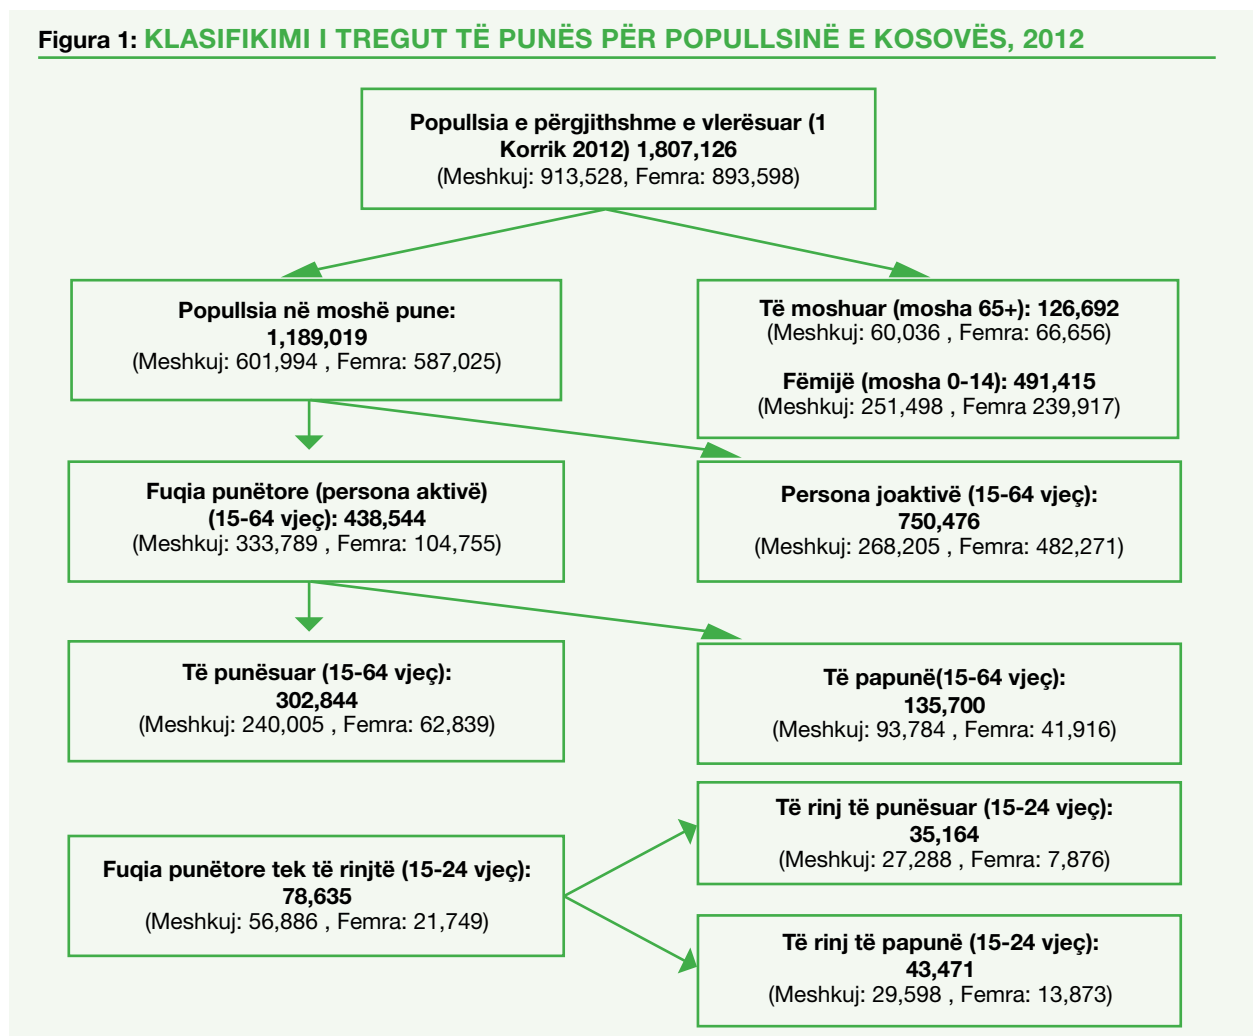 Figura 1: KLASIFIKIMI I TREGUT TË PUNËS PËR POPULLSINË E KOSOVËS, 2012
Popullsia e përgjithshme e vlerësuar (1
Korrik 2012) 1,807,126
(Meshkuj: 913,528, Femra: 893,598)
Popullsia në moshë pune:
1,189,019
(Meshkuj: 601,994 , Femra: 587,025)
Të moshuar (mosha 65+): 126,692
(Meshkuj: 60,036 , Femra: 66,656)
Fëmijë (mosha 0-14): 491,415
(Meshkuj: 251,498 , Femra 239,917)
Fuqia punëtore (persona aktivë)
(15-64 vjeç): 438,544
(Meshkuj: 333,789 , Femra: 104,755)
Persona joaktivë (15-64 vjeç):
750,476
(Meshkuj: 268,205 , Femra: 482,271)
Të punësuar (15-64 vjeç):
302,844
(Meshkuj: 240,005 , Femra: 62,839)
Të papunë(15-64 vjeç):
135,700
(Meshkuj: 93,784 , Femra: 41,916)
Fuqia punëtore tek të rinjtë (15-24 vjeç):
78,635
(Meshkuj: 56,886 , Femra: 21,749)
Të rinj të punësuar (15-24 vjeç):
35,164
(Meshkuj: 27,288 , Femra: 7,876)
Të rinj të papunë (15-24 vjeç):
43,471
(Meshkuj: 29,598 , Femra: 13,873)